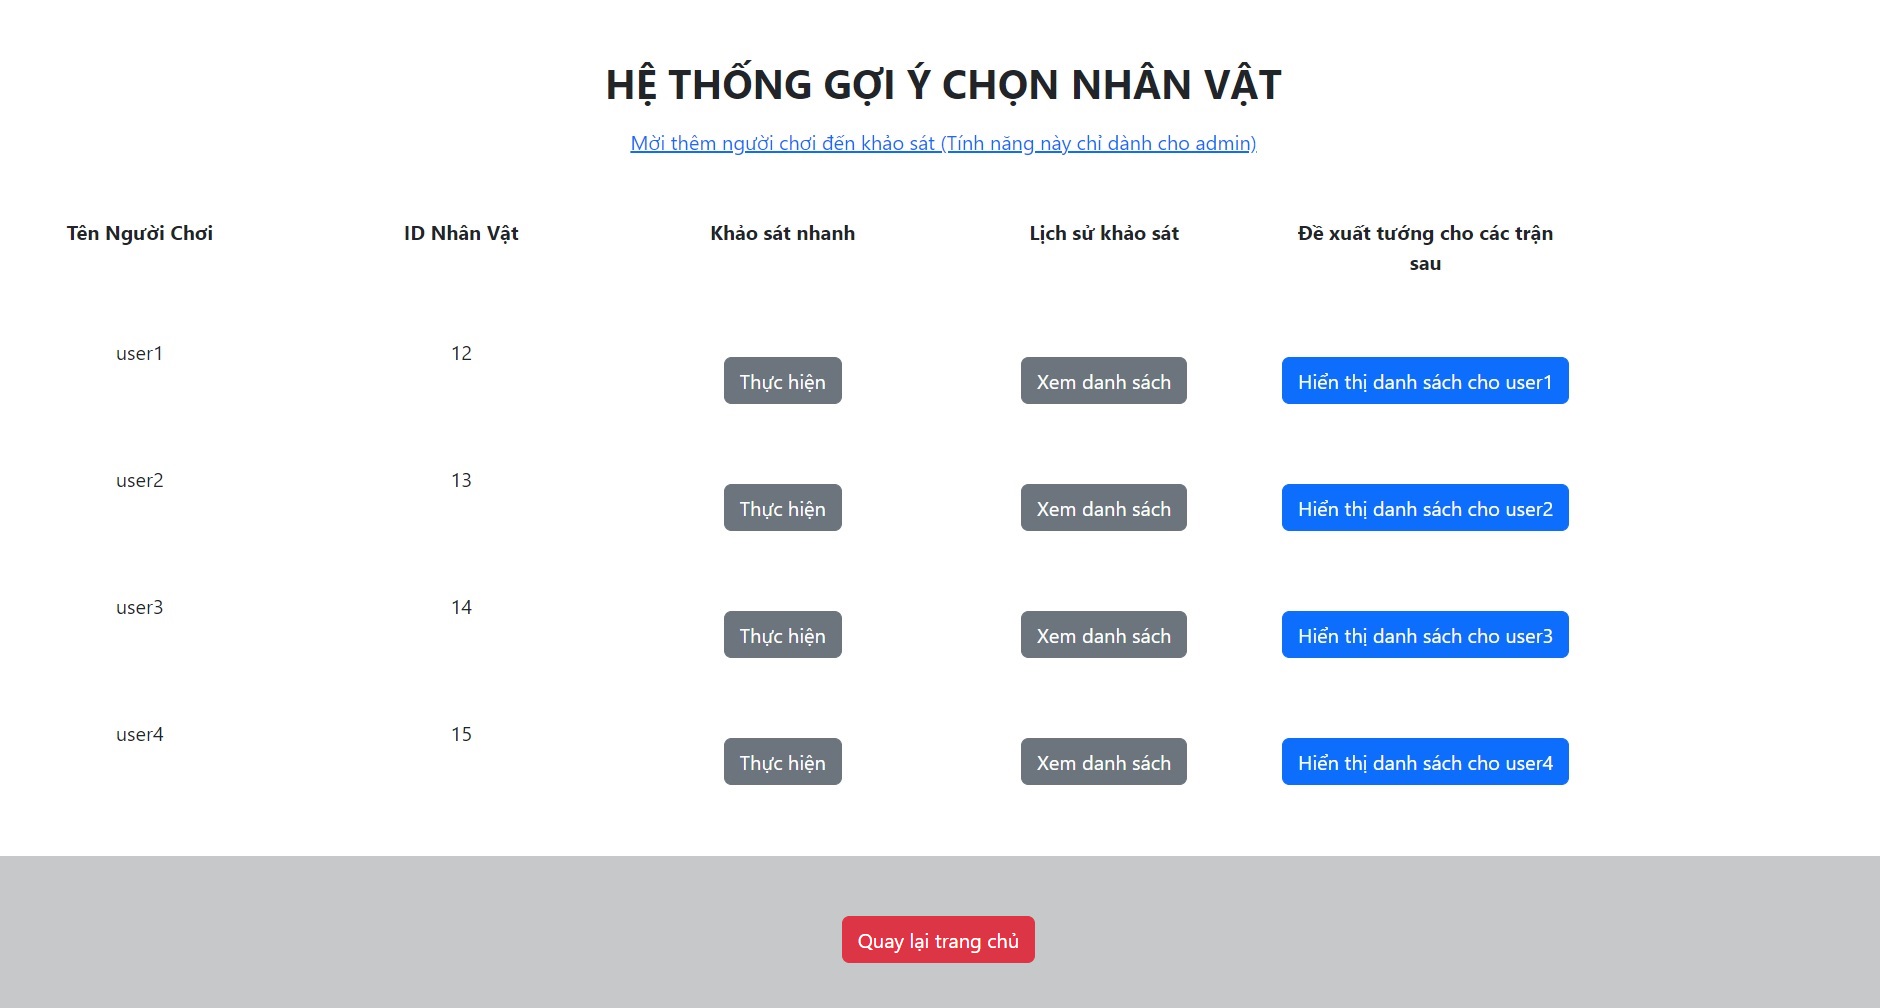 HỆ THỐNG GỢI Ý CHỌN NHÂN VẬT
Mời thêm người chơi đến khảo sát (Tính năng này chỉ dành cho admin)
Tên Người Chơi ID Nhân Vật Khảo sát nhanh Lịch sử khảo sát Đề xuất tướng cho các trận
sau
user1 12 Thực hiện Xem danh sách Hiển thị danh sách cho user1
user2 13 Thực hiện Xem danh sách Hiển thị danh sách cho user2
user3 14 Thực hiện Xem danh sách Hiển thị danh sách cho user3
user4 15 Thực hiện Xem danh sách Hiển thị danh sách cho user4
Quay lại trang chủ